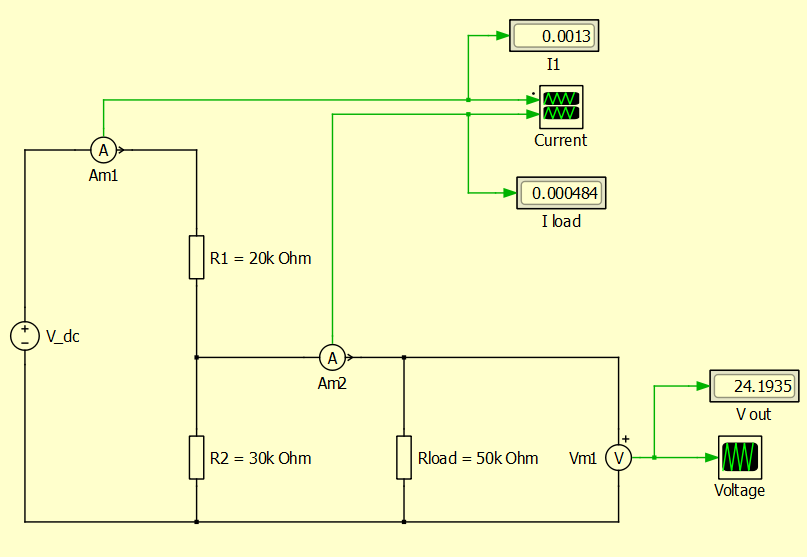 0.0013
I1
A
Am1
Current
0.000484
I load
R1 = 20k Ohm
V_dc
A
Am2
24.1935
V out
R2 = 30k Ohm
Rload = 50k Ohm
Vm1
V
Voltage